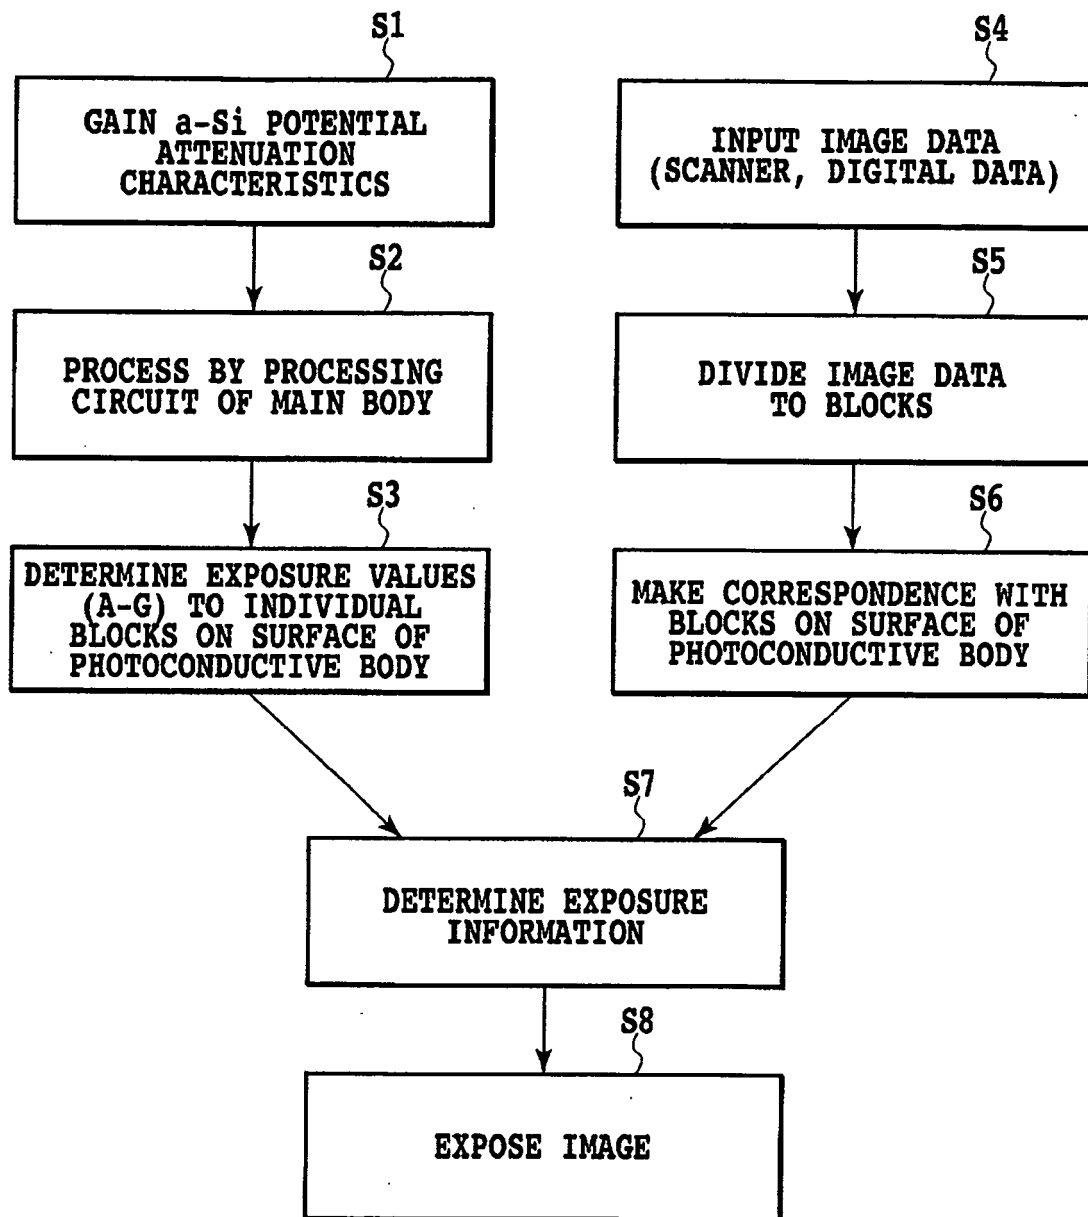 S1
GAIN a-Si POTENTIAL
ATTENUATION
CHARACTERISTICS
S2
PROCESS BY PROCESSING
CIRCUIT OF MAIN BODY
S3
DETERMINE EXPOSURE VALUES
(A-G) TO INDIVIDUAL
BLOCKS ON SURFACE OF
PHOTOCONDUCTIVE BODY
S4
INPUT IMAGE DATA
(SCANNER, DIGITAL DATA)
S5
DIVIDE IMAGE DATA
TO BLOCKS
S6
MAKE CORRESPONDENCE WITH
BLOCKS ON SURFACE OF
PHOTOCONDUCTIVE BODY
S7
DETERMINE EXPOSURE
INFORMATION
S8
EXPOSE IMAGE